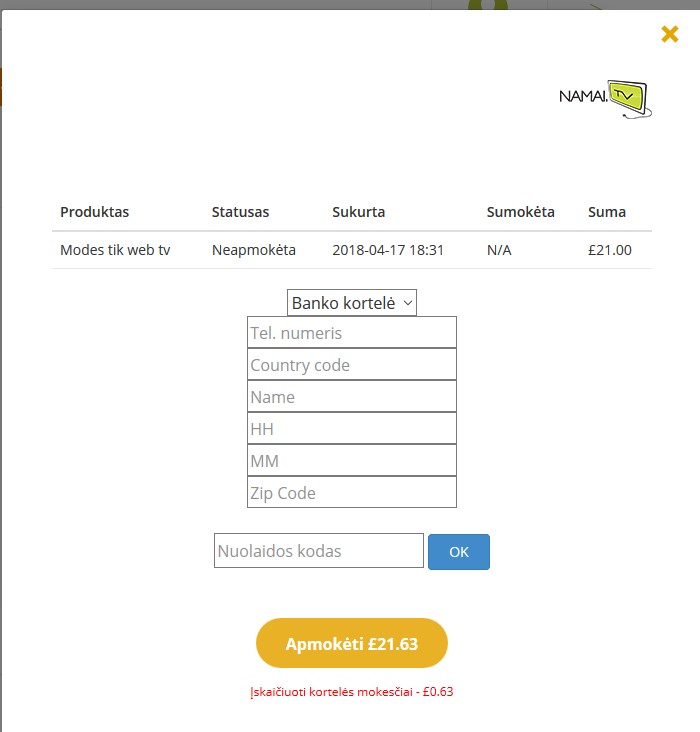 NAMAI.TV
Produktas Statusas Sukurta Sumokėta Suma
Modes tik web tv Neapmokėta 2018-04-17 18:31 N/A £21.00
Banko kortelė
Tel. numeris
Country code
Name
HH
MM
Zip Code
Nuolaidos kodas OK
Apmokėti £21.63
Įskaičiuoti kortelės mokesčiai - £0.63